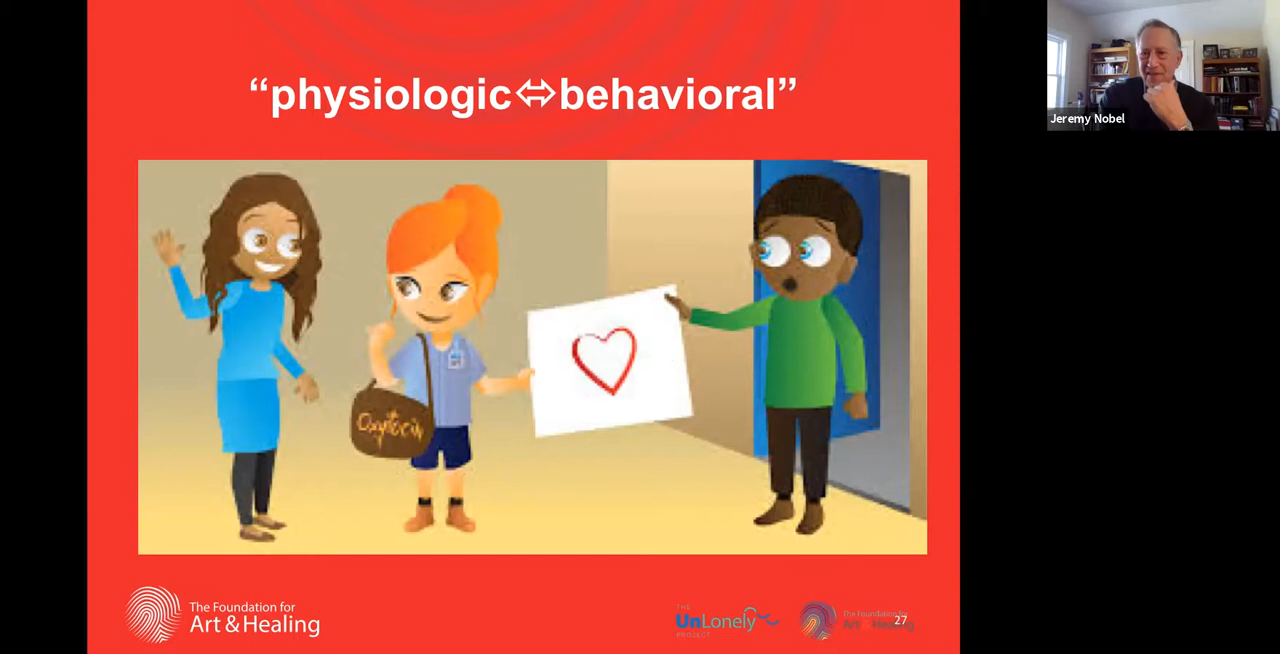 “physiologic⬄behavioral”
Jeremy Nobel
Oxytocin
The Foundation for
Art & Healing
THE
UnLonely
PROJECT
The Foundation for
Art & Healing
27